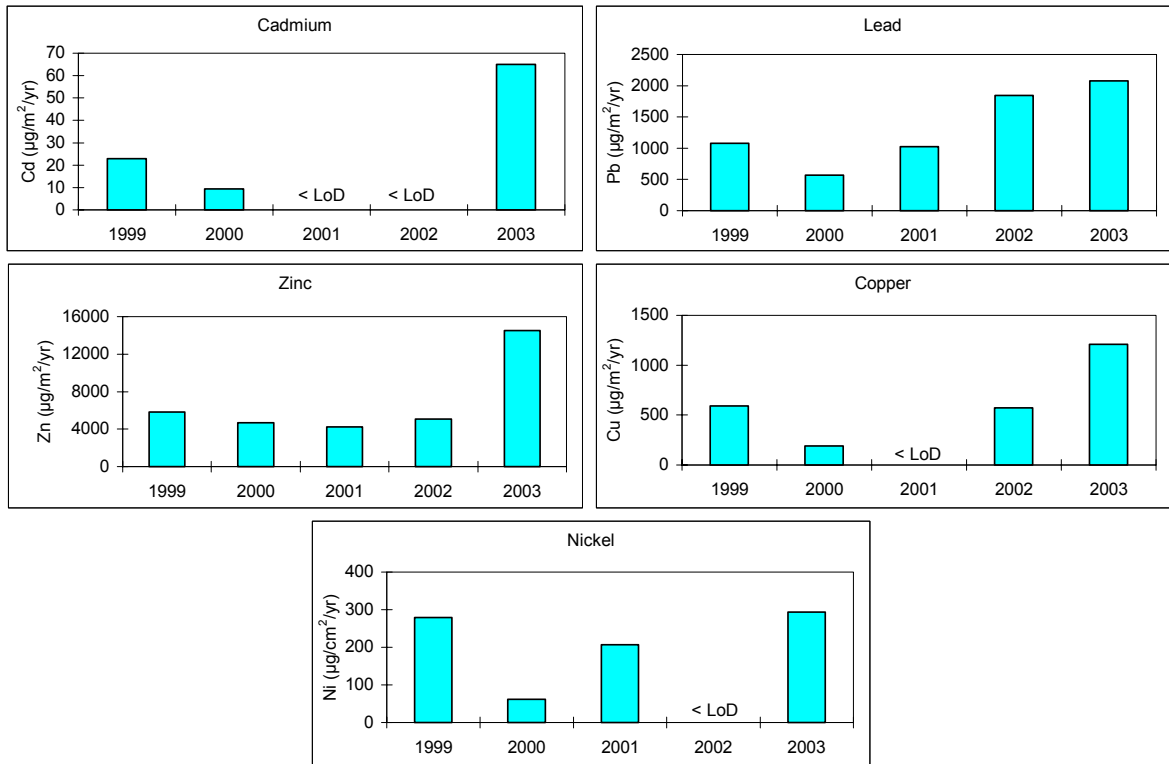 Cadmium
Cd (µg/m²/yr)
70
60
50
40
30
20
10
0
< LoD
< LoD
1999 2000 2001 2002 2003
Lead
Pb (µg/m²/yr)
2500
2000
1500
1000
500
0
1999 2000 2001 2002 2003
Zinc
Zn (µg/m²/yr)
16000
12000
8000
4000
0
1999 2000 2001 2002 2003
Copper
Cu (µg/m²/yr)
1500
1000
500
0
< LoD
1999 2000 2001 2002 2003
Nickel
Ni (µg/cm²/yr)
400
300
200
100
0
< LoD
1999 2000 2001 2002 2003